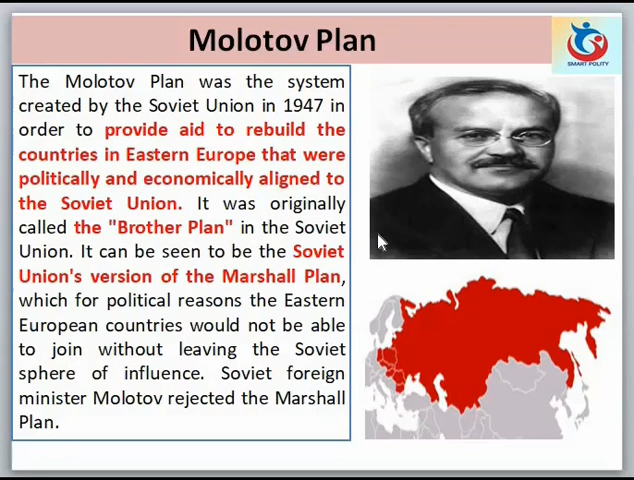 Molotov Plan
SMART POLITY
The Molotov Plan was the system
created by the Soviet Union in 1947 in
order to provide aid to rebuild the
countries in Eastern Europe that were
politically and economically aligned to
the Soviet Union. It was originally
called the "Brother Plan" in the Soviet
Union. It can be seen to be the Soviet
Union's version of the Marshall Plan,
which for political reasons the Eastern
European countries would not be able
to join without leaving the Soviet
sphere of influence. Soviet foreign
minister Molotov rejected the Marshall
Plan.